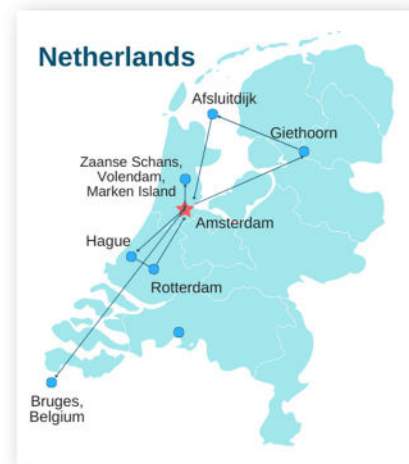 Netherlands
Afsluitdijk
Giethoorn
Zaanse Schans,
Volendam,
Marken Island
Amsterdam
Hague
Rotterdam
Bruges,
Belgium